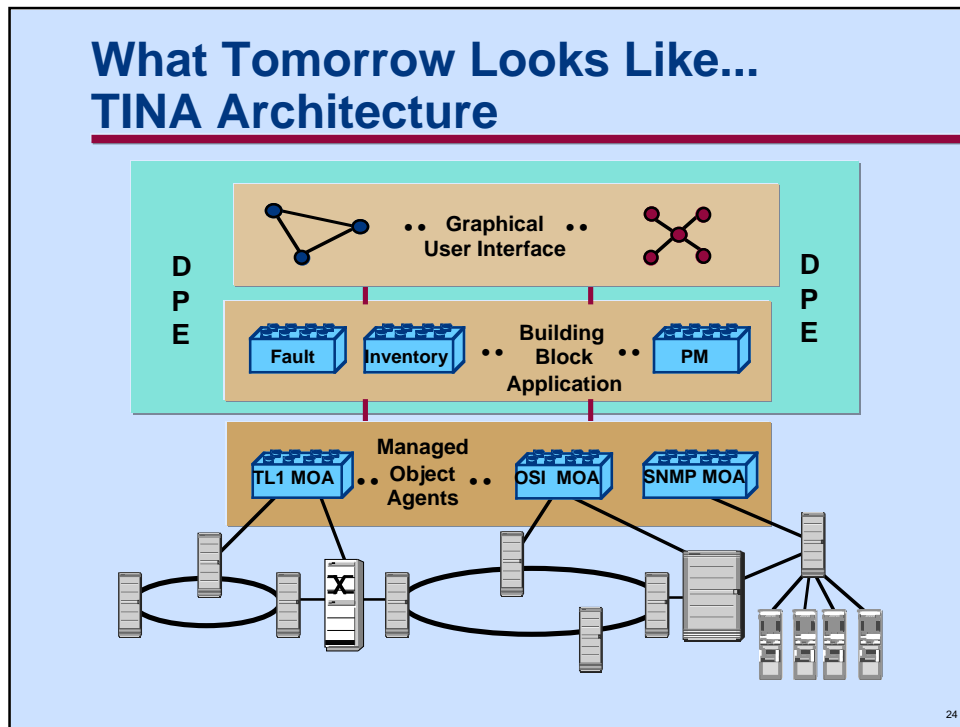 What Tomorrow Looks Like...
TINA Architecture
D
P
E
•• Graphical ••
User Interface
D
P
E
Fault
Inventory
•• Building
Block ••
Application
PM
TL1 MOA
•• Managed
Object
Agents ••
OSI MOA
SNMP MOA
X
24